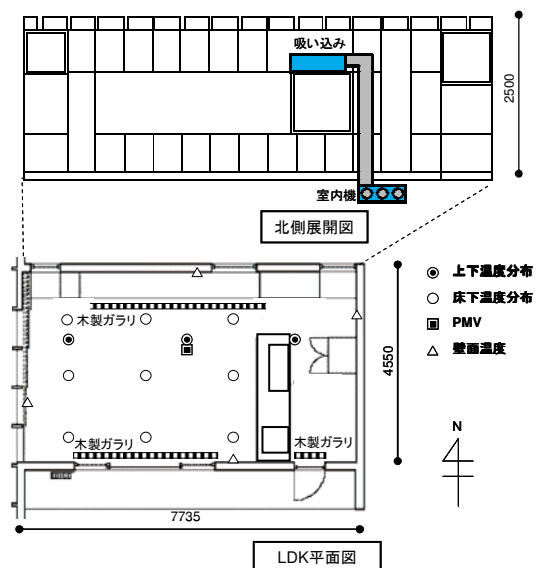 吸い込み
2500
室内機
北側展開図
上下温度分布
床下温度分布
PMV
壁面温度
木製ガラリ
4550
N
木製ガラリ
木製ガラリ
7735
LDK平面図